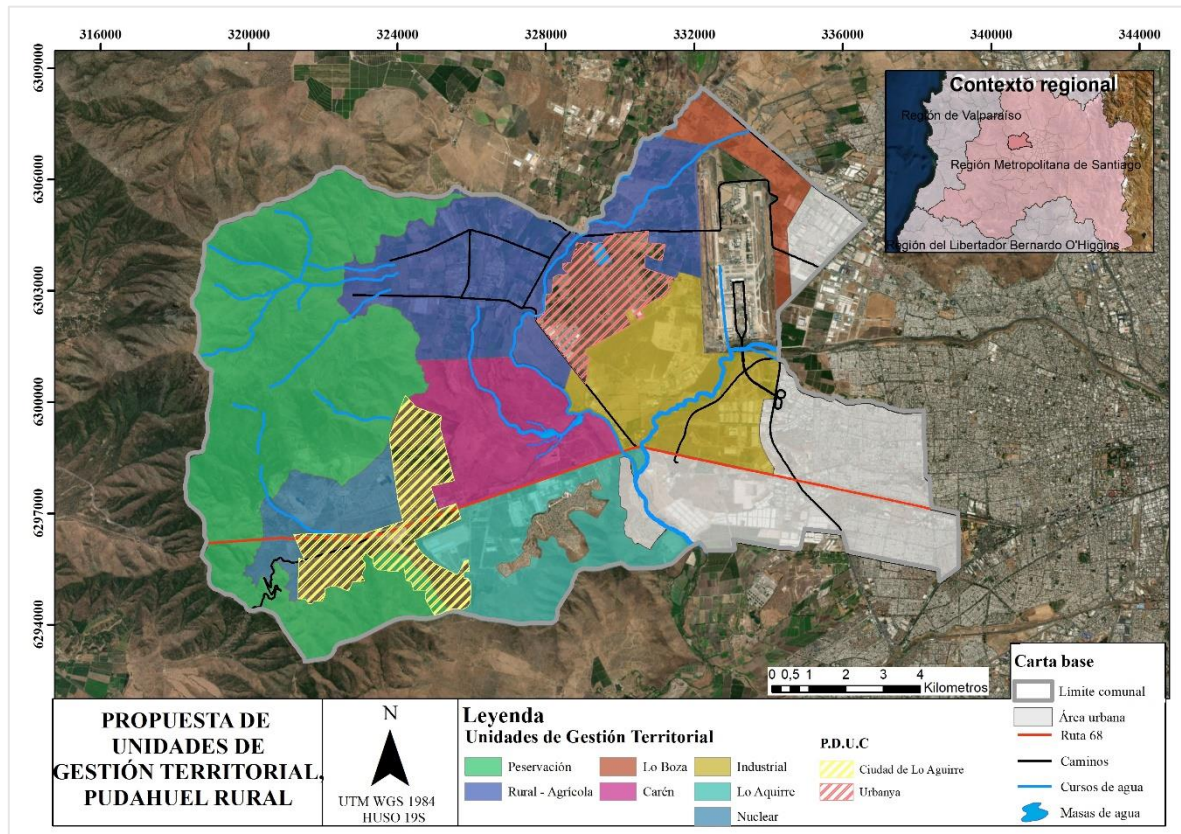 316000 320000 324000 328000 332000 336000 340000 344000
6309000
6306000
6303000
6300000
6297000
6294000
Contexto regional
Región de Valparaíso
Región Metropolitana de Santiago
Región del Libertador Bernardo O'Higgins
0 0,5 1 2 3 4
Kilometros
PROPUESTA DE
UNIDADES DE
GESTIÓN TERRITORIAL,
PUDAHUEL RURAL
N
UTM WGS 1984
HUSO 19S
Leyenda
Unidades de Gestión Territorial
Peservación
Rural - Agrícola
Lo Boza
Carén
Industrial
Lo Aquirre
Nuclear
P.D.U.C
Ciudad de Lo Aguirre
Urbanya
Carta base
Límite comunal
Área urbana
Ruta 68
Caminos
Cursos de agua
Masas de agua